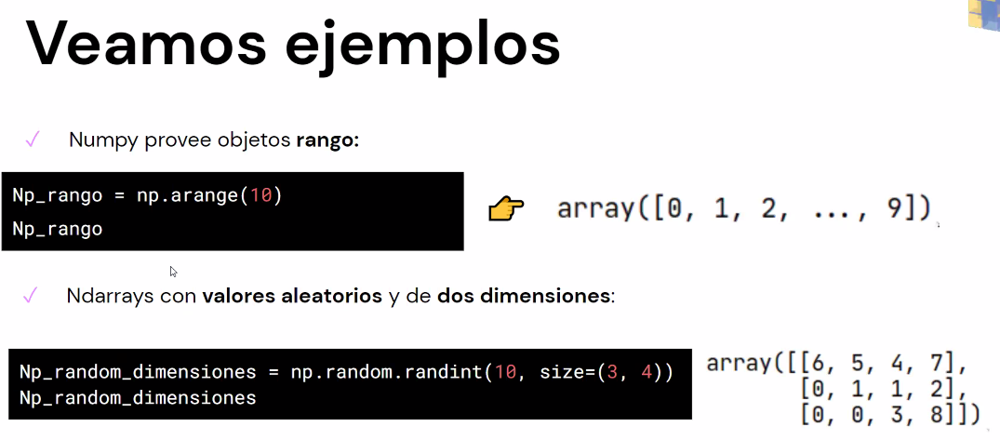 Veamos ejemplos
✓ Numpy provee objetos rango:
Np_rango = np.arange(10)
Np_rango
array([0, 1, 2, ..., 9])
✓ Ndarrays con valores aleatorios y de dos dimensiones:
Np_random_dimensiones = np.random.randint(10, size=(3, 4))
Np_random_dimensiones
array([[6, 5, 4, 7],
[0, 1, 1, 2],
[0, 0, 3, 8]])